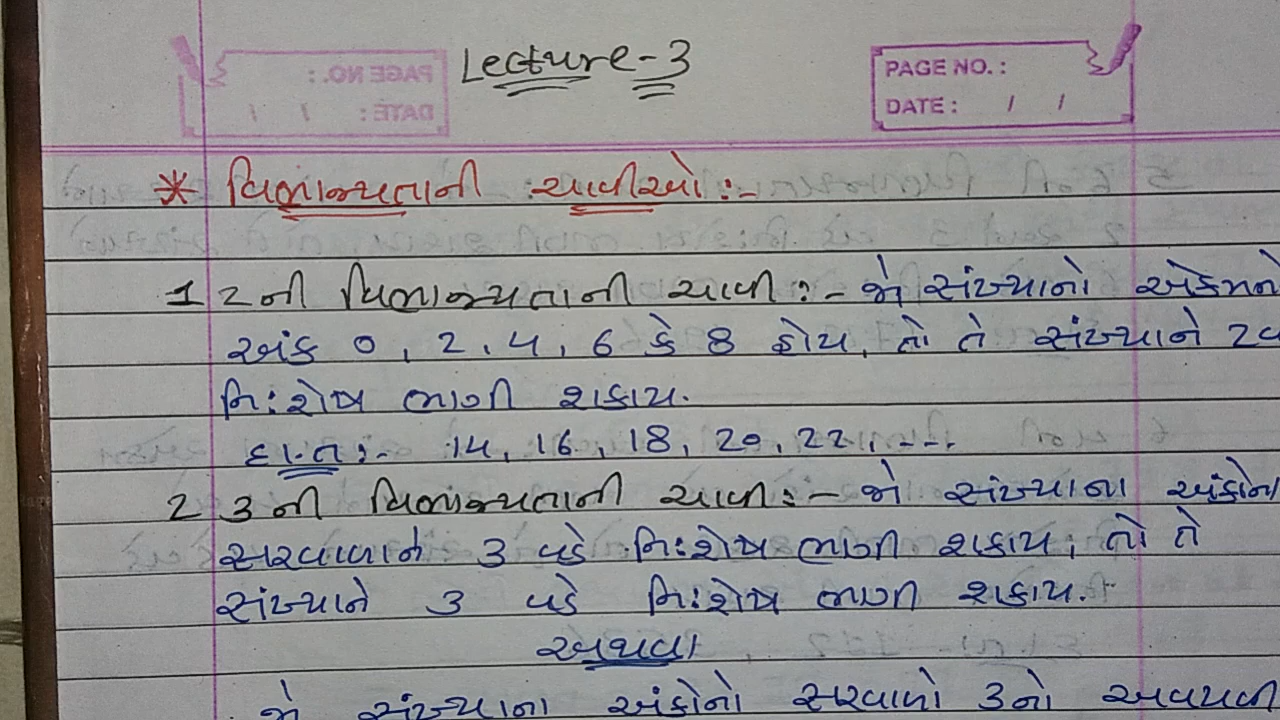 Lecture-3
PAGE NO. :
DATE : / /
* વિભાજ્યતાની ચાવીઓ :-
1 2ની વિભાજ્યતાની ચાવી :- જો સંખ્યાનો એકમનો
અંક 0, 2, 4, 6 કે 8 હોય, તો તે સંખ્યાને 2
નિ:શેષ ભાગી શકાય.
દા.ત :- 14, 16, 18, 20, 22, ----
2 3ની વિભાજ્યતાની ચાવી :- જો સંખ્યાના અંકોના
સરવાળાને 3 વડે નિ:શેષ ભાગી શકાય, તો તે
સંખ્યાને 3 વડે નિ:શેષ ભાગી શકાય.
અથવા
જો સંખ્યાના અંકોનો સરવાળો 3નો અવયવી